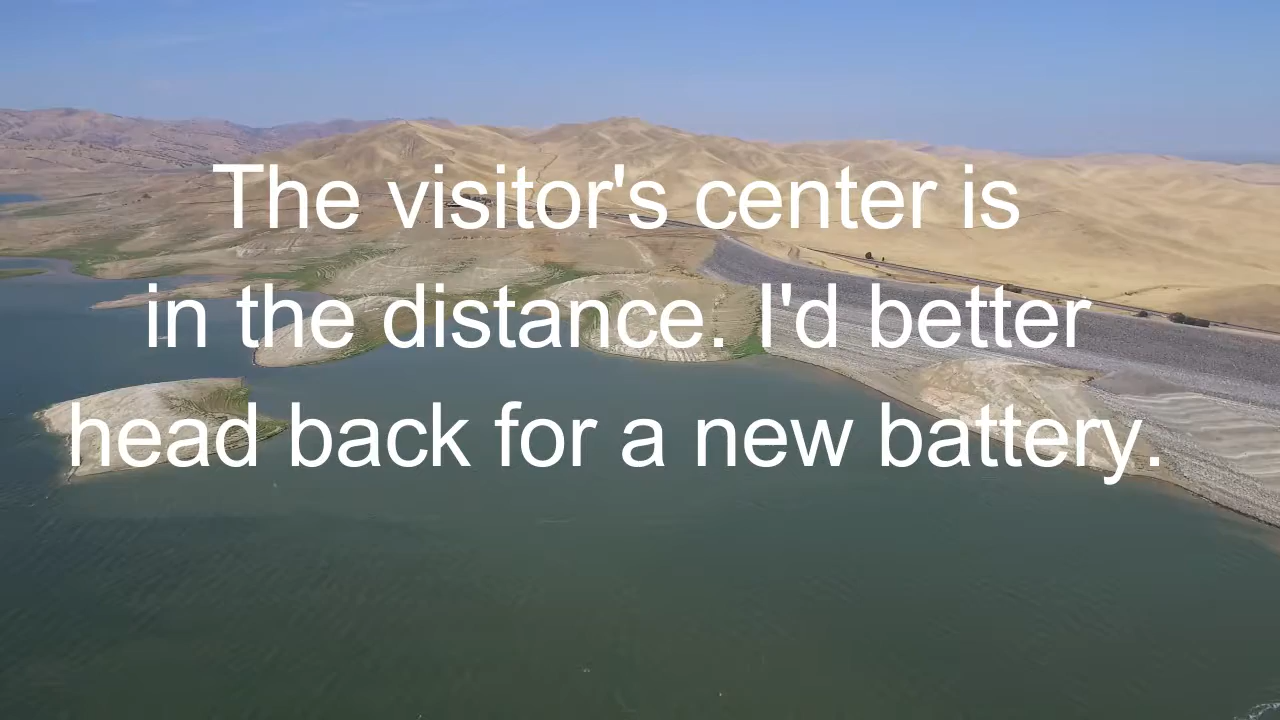 The visitor's center is
in the distance. I'd better
head back for a new battery.